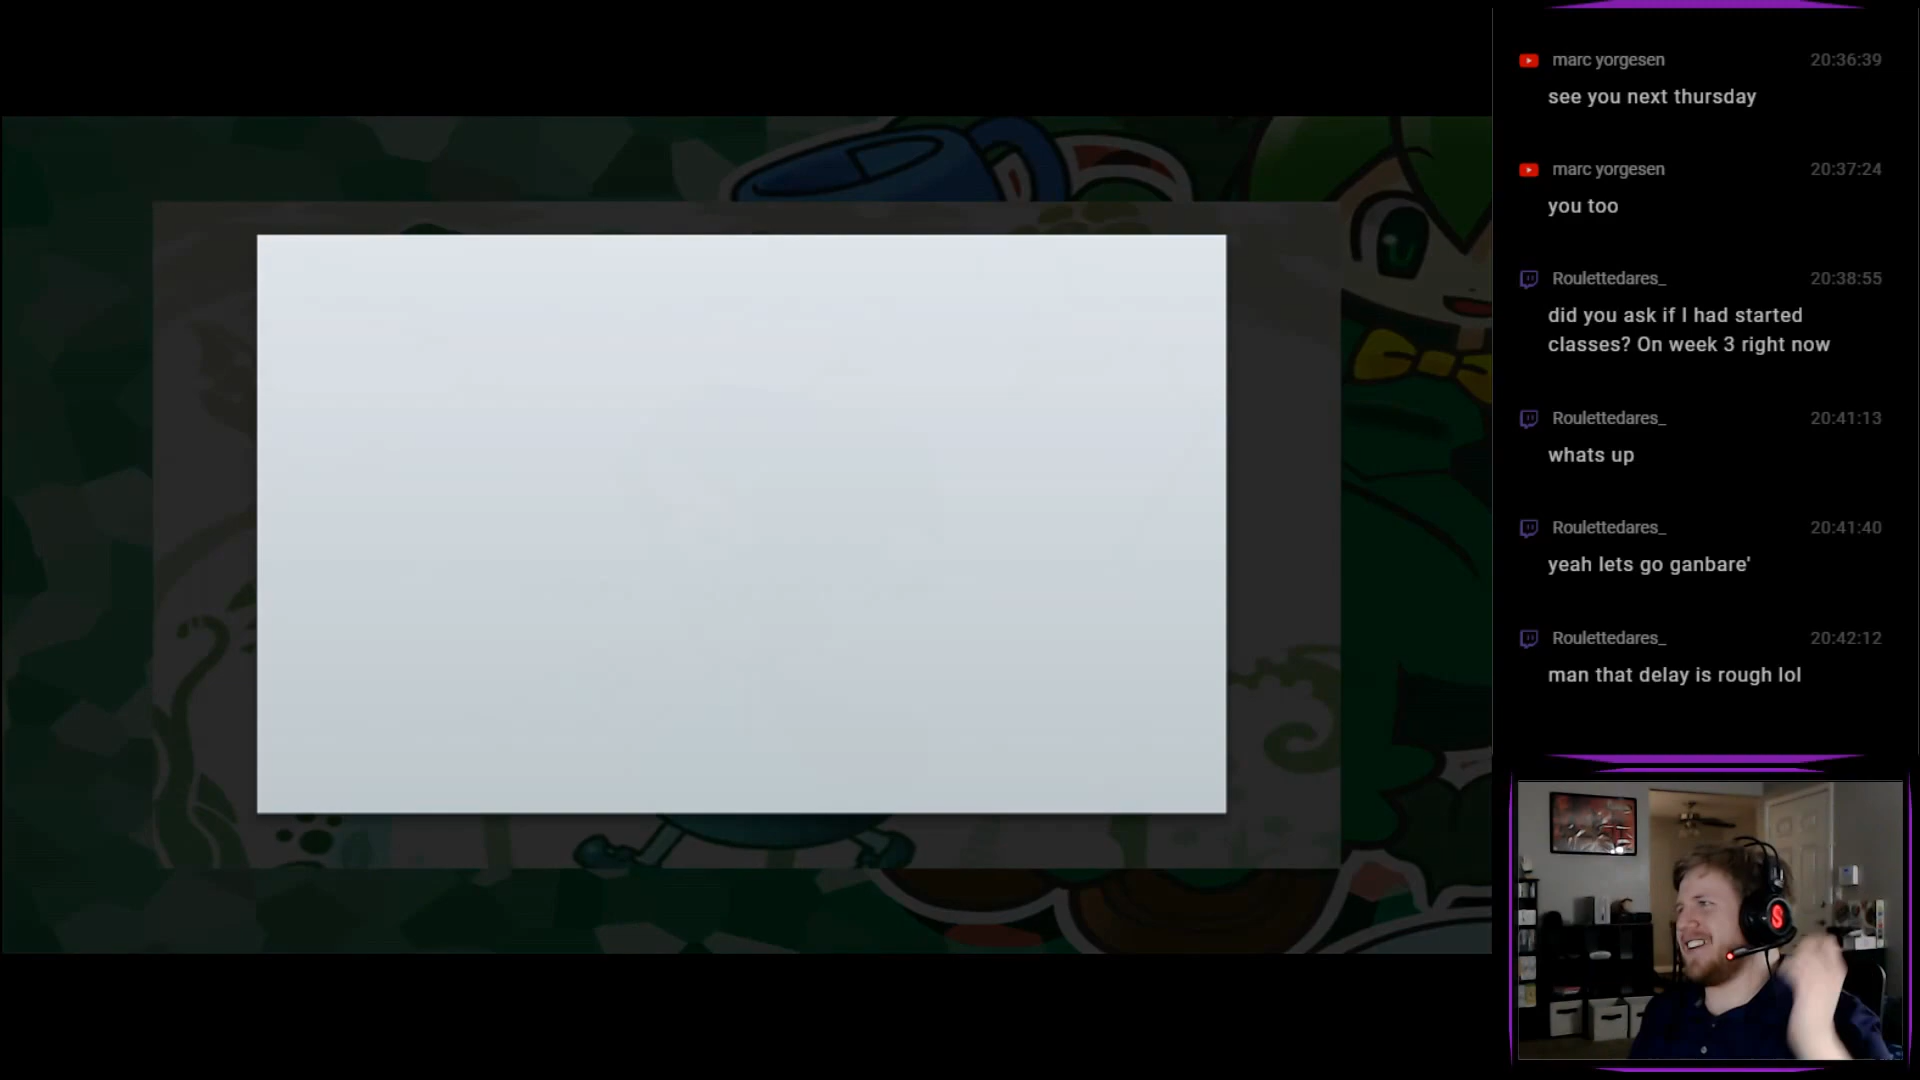 marc yorgesen 20:36:39
see you next thursday
marc yorgesen 20:37:24
you too
Roulettedares_ 20:38:55
did you ask if I had started
classes? On week 3 right now
Roulettedares_ 20:41:13
whats up
Roulettedares_ 20:41:40
yeah lets go ganbare'
Roulettedares_ 20:42:12
man that delay is rough lol